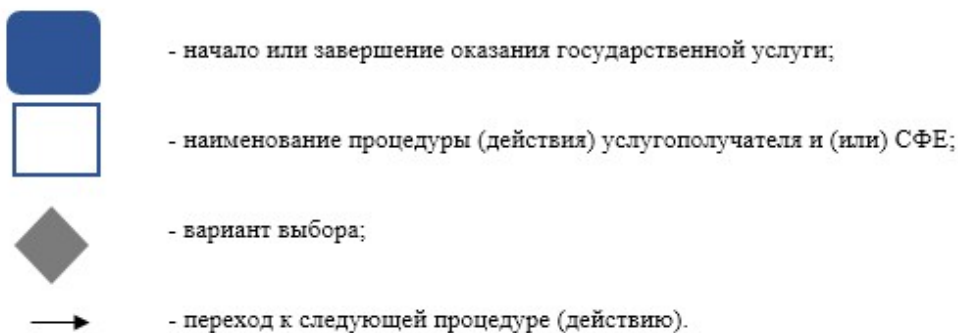 - начало или завершение оказания государственной услуги;
- наименование процедуры (действия) услугополучателя и (или) СФЕ;
- вариант выбора;
- переход к следующей процедуре (действию).